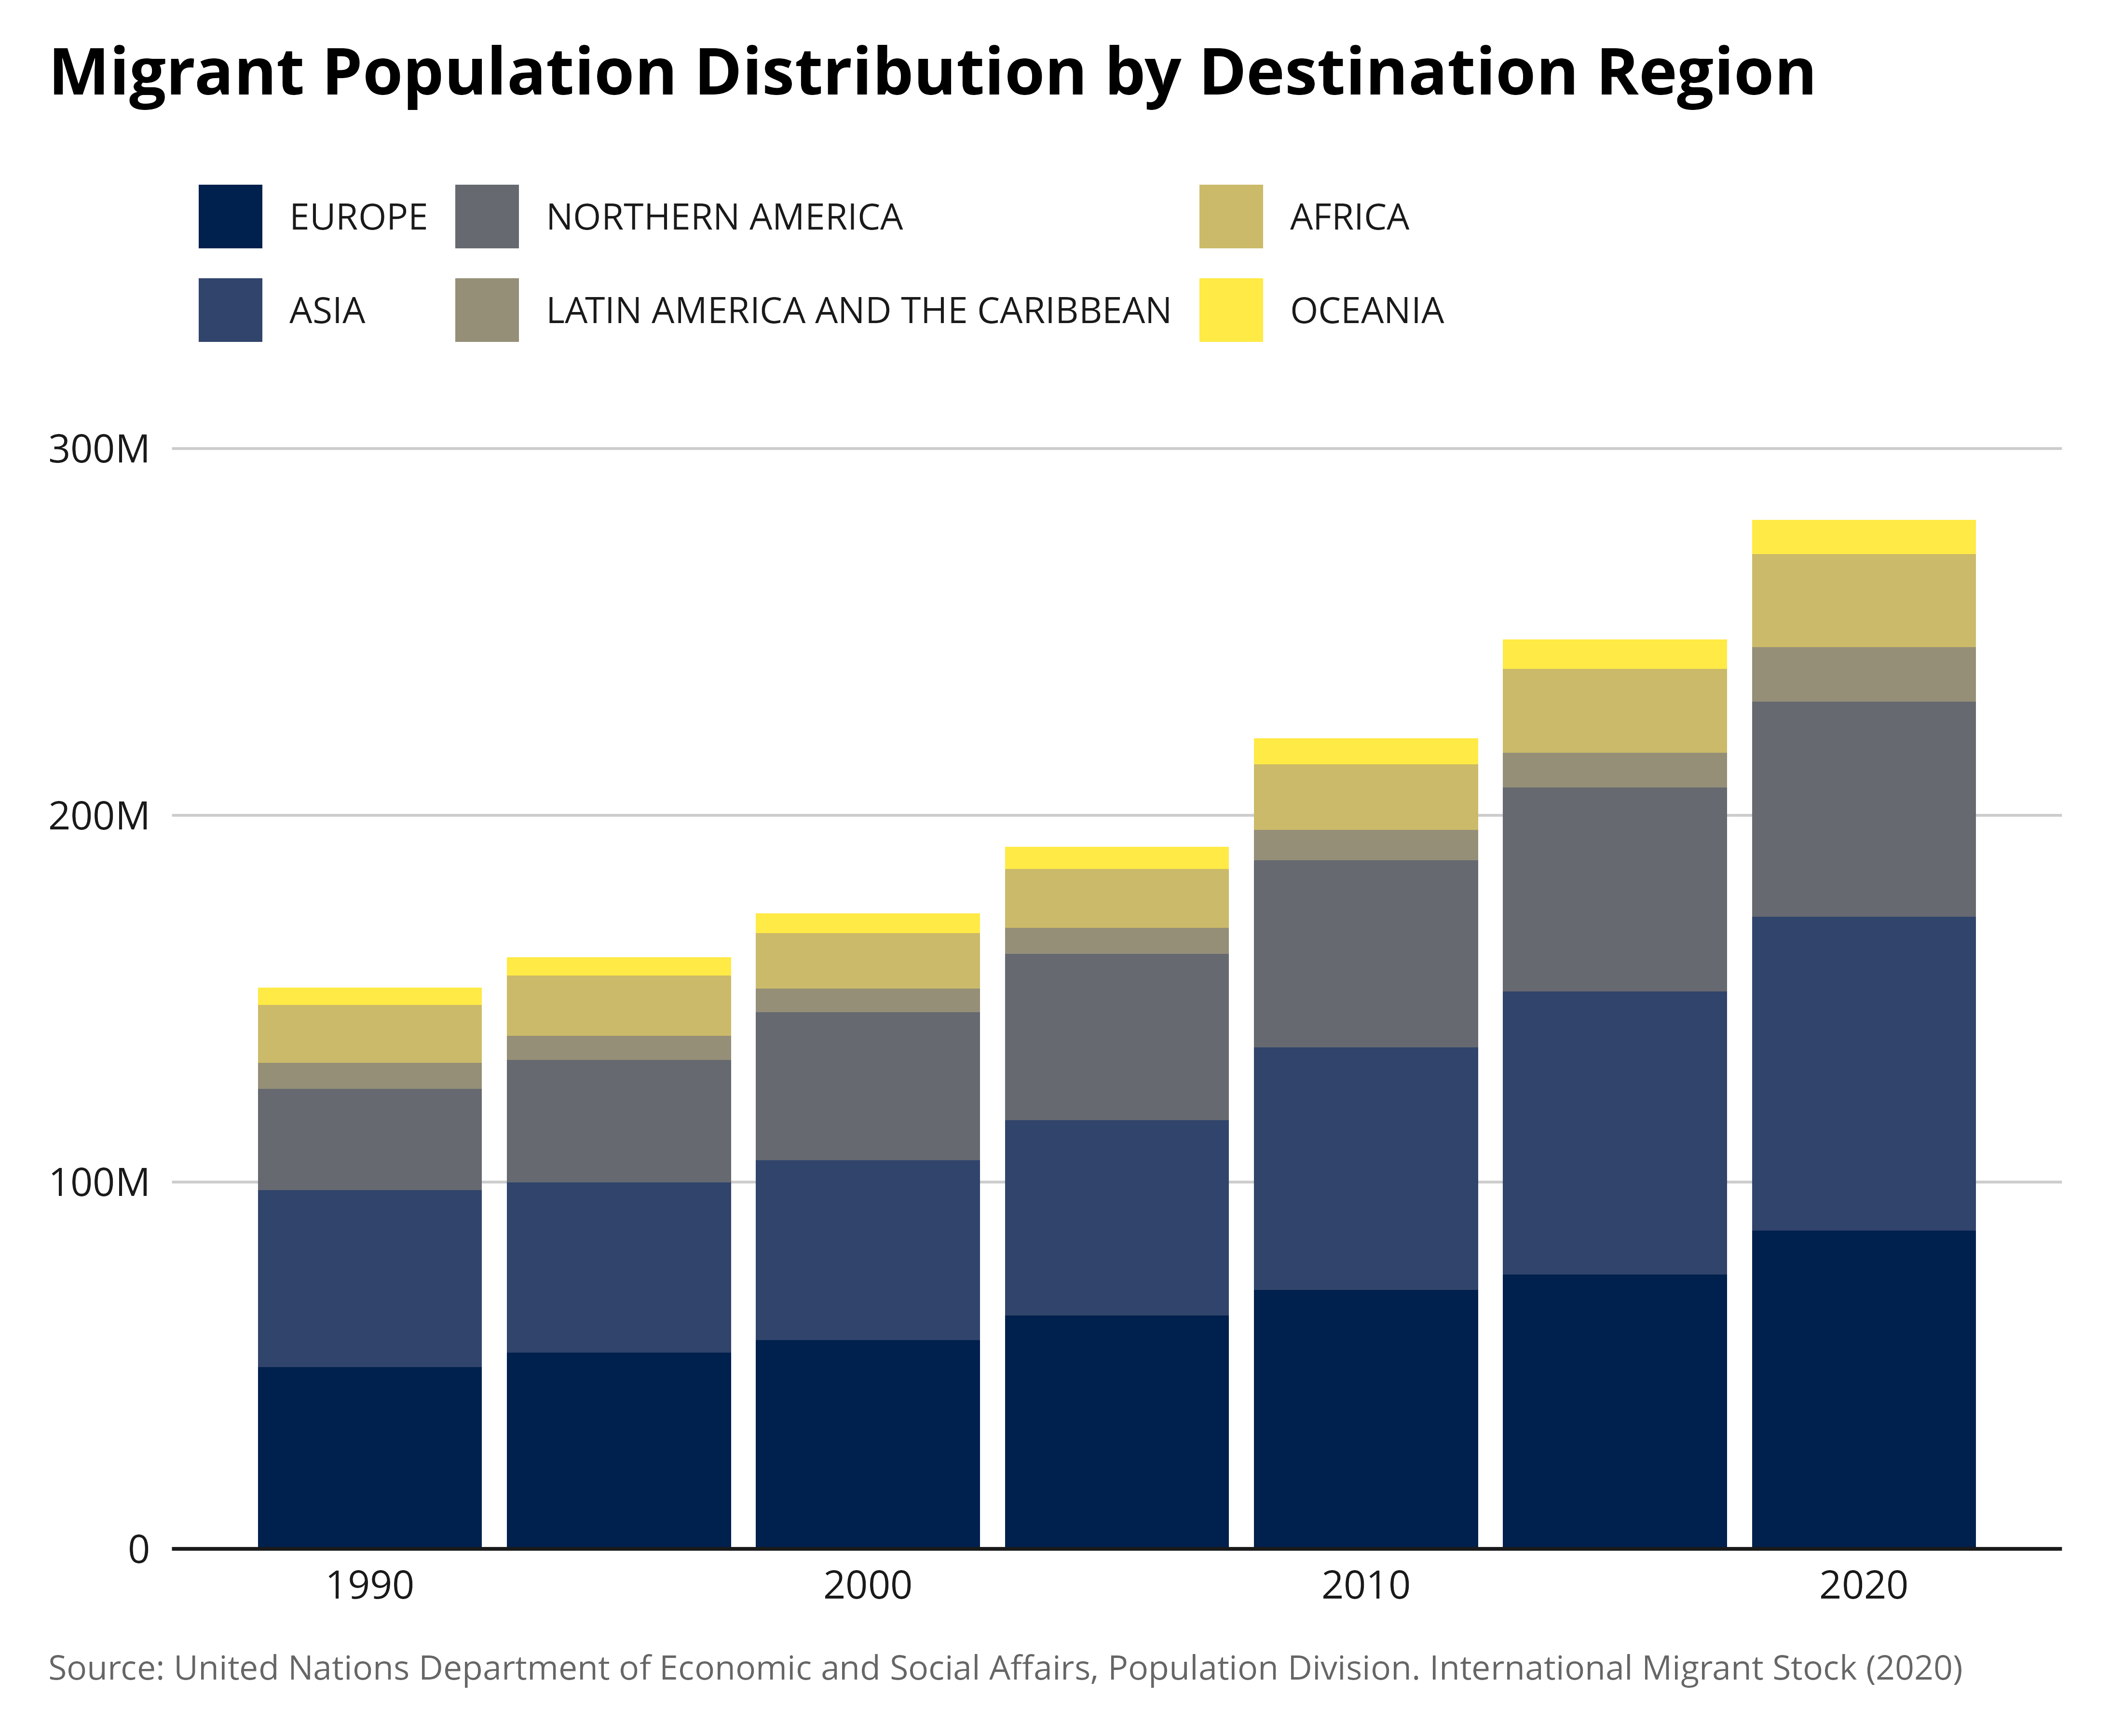 Migrant Population Distribution by Destination Region
EUROPE NORTHERN AMERICA AFRICA
ASIA LATIN AMERICA AND THE CARIBBEAN OCEANIA
300M
200M
100M
0
1990 2000 2010 2020
Source: United Nations Department of Economic and Social Affairs, Population Division. International Migrant Stock (2020)